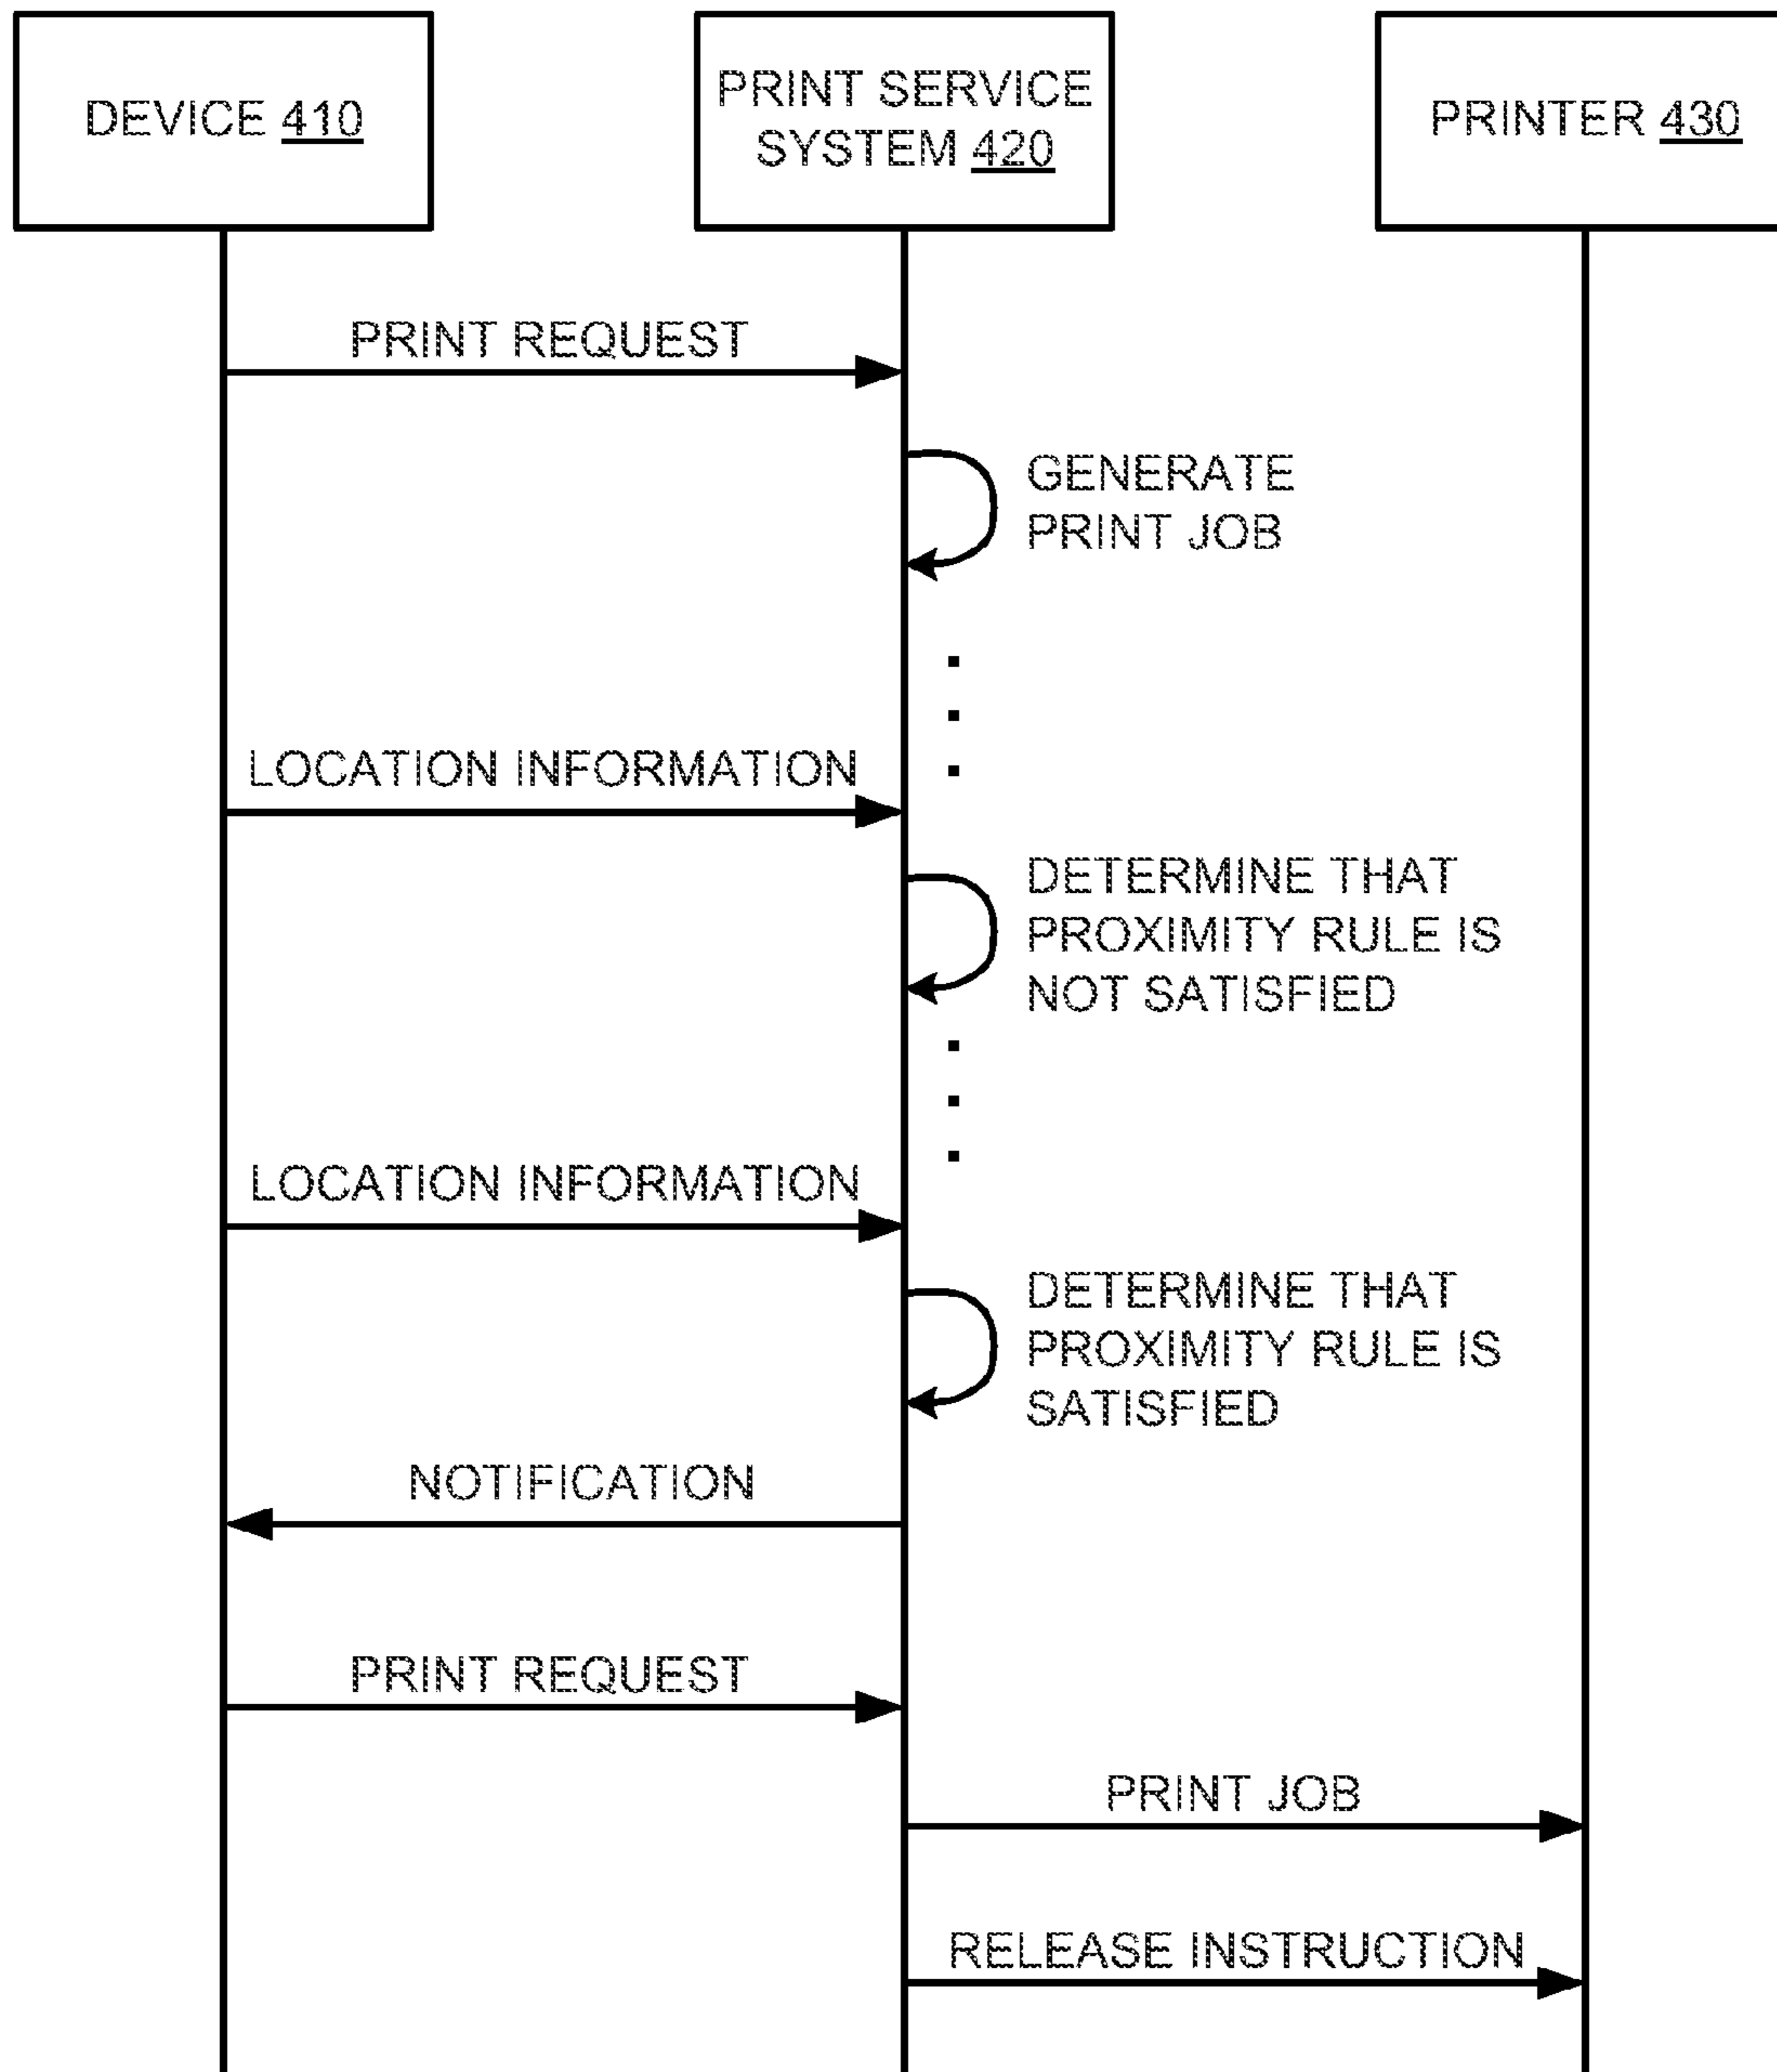 DEVICE 410
PRINT SERVICE
SYSTEM 420
PRINTER 430
PRINT REQUEST
GENERATE
PRINT JOB
LOCATION INFORMATION
DETERMINE THAT
PROXIMITY RULE IS
NOT SATISFIED
LOCATION INFORMATION
DETERMINE THAT
PROXIMITY RULE IS
SATISFIED
NOTIFICATION
PRINT REQUEST
PRINT JOB
RELEASE INSTRUCTION